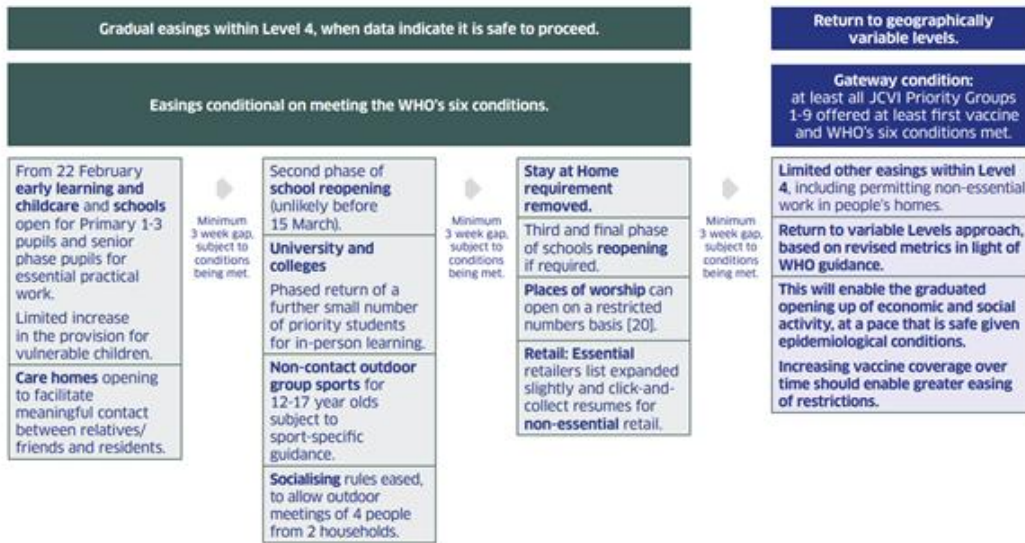 Gradual easings within Level 4, when data indicate it is safe to proceed.
Return to geographically
variable levels.
Easings conditional on meeting the WHO's six conditions.
Gateway condition:
at least all JCVI Priority Groups
1-9 offered at least first vaccine
and WHO's six conditions met.
From 22 February
early learning and
childcare and schools
open for Primary 1-3
pupils and senior
phase pupils for
essential practical
work.
Limited increase
in the provision for
vulnerable children.
Care homes opening
to facilitate
meaningful contact
between relatives/
friends and residents.
Minimum
3 week gap,
subject to
conditions
being met.
Second phase of
school reopening
(unlikely before
15 March).
University and
colleges
Phased return of a
further small number
of priority students
for in-person learning.
Non-contact outdoor
group sports for
12-17 year olds
subject to
sport-specific
guidance.
Socialising rules eased,
to allow outdoor
meetings of 4 people
from 2 households.
Minimum
3 week gap,
subject to
conditions
being met.
Stay at Home
requirement
removed.
Third and final phase
of schools reopening
if required.
Places of worship can
open on a restricted
numbers basis [20].
Retail: Essential
retailers list expanded
slightly and click-and-
collect resumes for
non-essential retail.
Minimum
3 week gap,
subject to
conditions
being met.
Limited other easings within Level
4, including permitting non-essential
work in people's homes.
Return to variable Levels approach,
based on revised metrics in light of
WHO guidance.
This will enable the graduated
opening up of economic and social
activity, at a pace that is safe given
epidemiological conditions.
Increasing vaccine coverage over
time should enable greater easing
of restrictions.